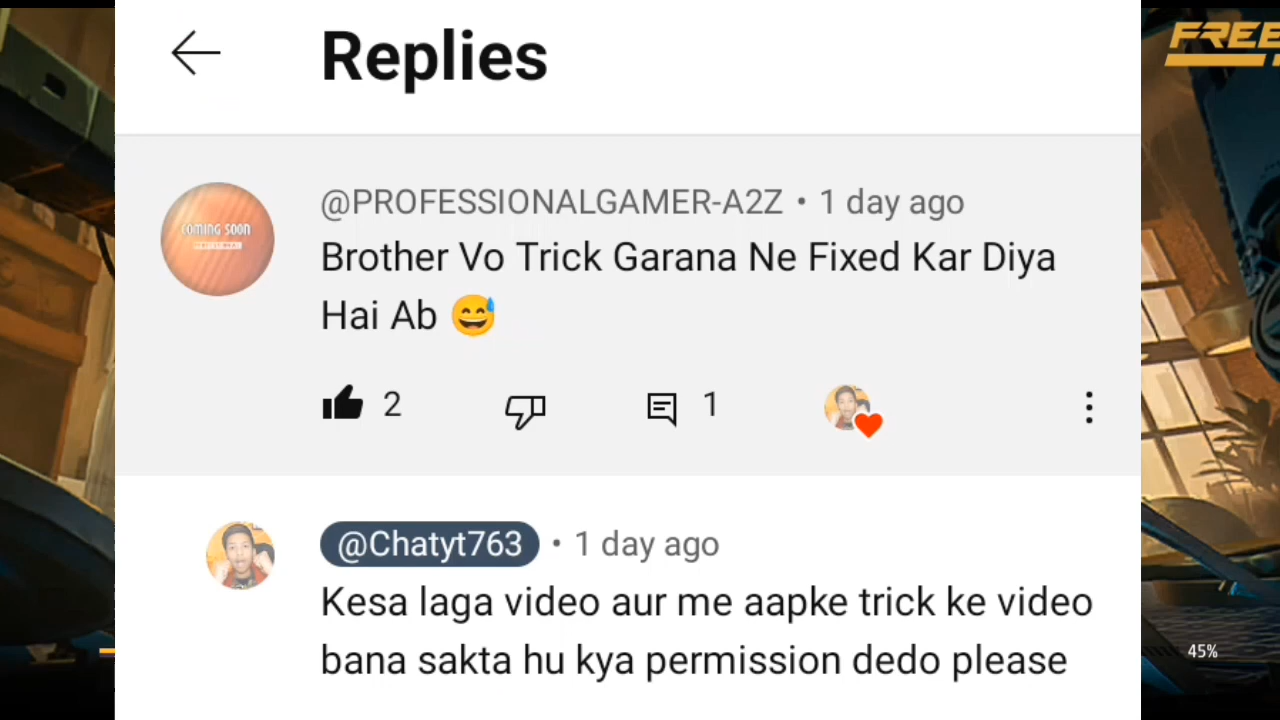 Replies
FREE
COMING SOON
@PROFESSIONALGAMER-A2Z • 1 day ago
Brother Vo Trick Garana Ne Fixed Kar Diya
Hai Ab 😅
2
1
@Chatyt763 • 1 day ago
Kesa laga video aur me aapke trick ke video
bana sakta hu kya permission dedo please
45%